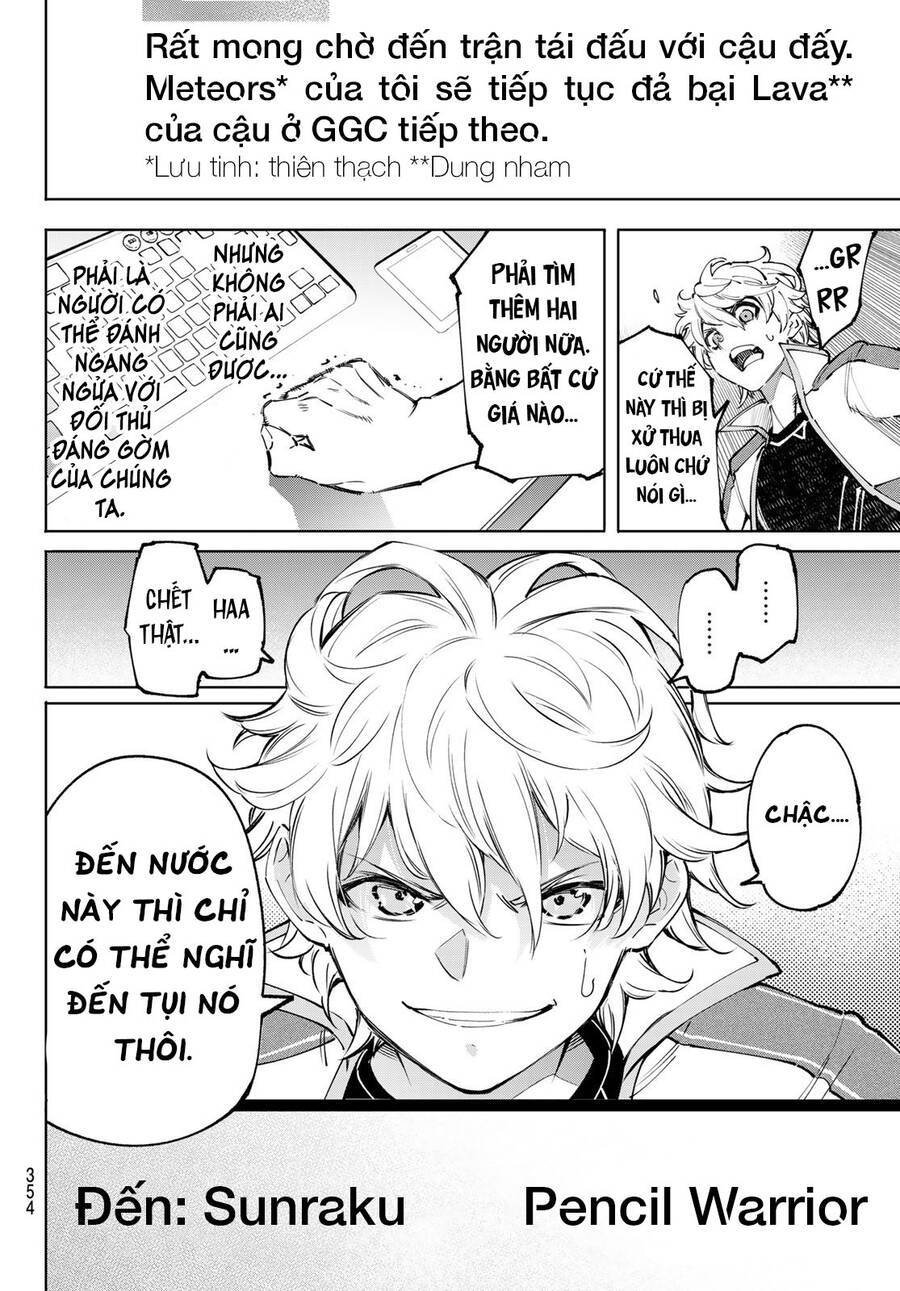 Rất mong chờ đến trận tái đấu với cậu đấy.
Meteors* của tôi sẽ tiếp tục đả bại Lava**
của cậu ở GGC tiếp theo.
*Lưu tinh: thiên thạch **Dung nham
...GR
RR
CỨ THẾ
NÀY THÌ BỊ
XỬ THUA
LUÔN CHỨ
NÓI GÌ...
PHẢI TÌM
THÊM HAI
NGƯỜI NỮA.
BẰNG BẤT CỨ
GIÁ NÀO...
NHƯNG
KHÔNG
PHẢI AI
CŨNG
ĐƯỢC...
PHẢI LÀ
NGƯỜI CÓ
THỂ ĐÁNH
NGANG
NGỬA VỚI
ĐỐI THỦ
ĐÁNG GỜM
CỦA CHÚNG
TA.
......
......
HAA
...
CHẾT
THẬT...
CHẬC....
ĐẾN NƯỚC
NÀY THÌ CHỈ
CÓ THỂ NGHĨ
ĐẾN TỤI NÓ
THÔI.
Đến: Sunraku Pencil Warrior
354